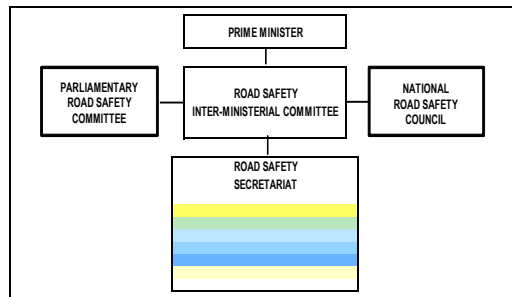 PRIME MINISTER
PARLIAMENTARY
ROAD SAFETY
COMMITTEE
ROAD SAFETY
INTER-MINISTERIAL COMMITTEE
NATIONAL
ROAD SAFETY
COUNCIL
ROAD SAFETY
SECRETARIAT